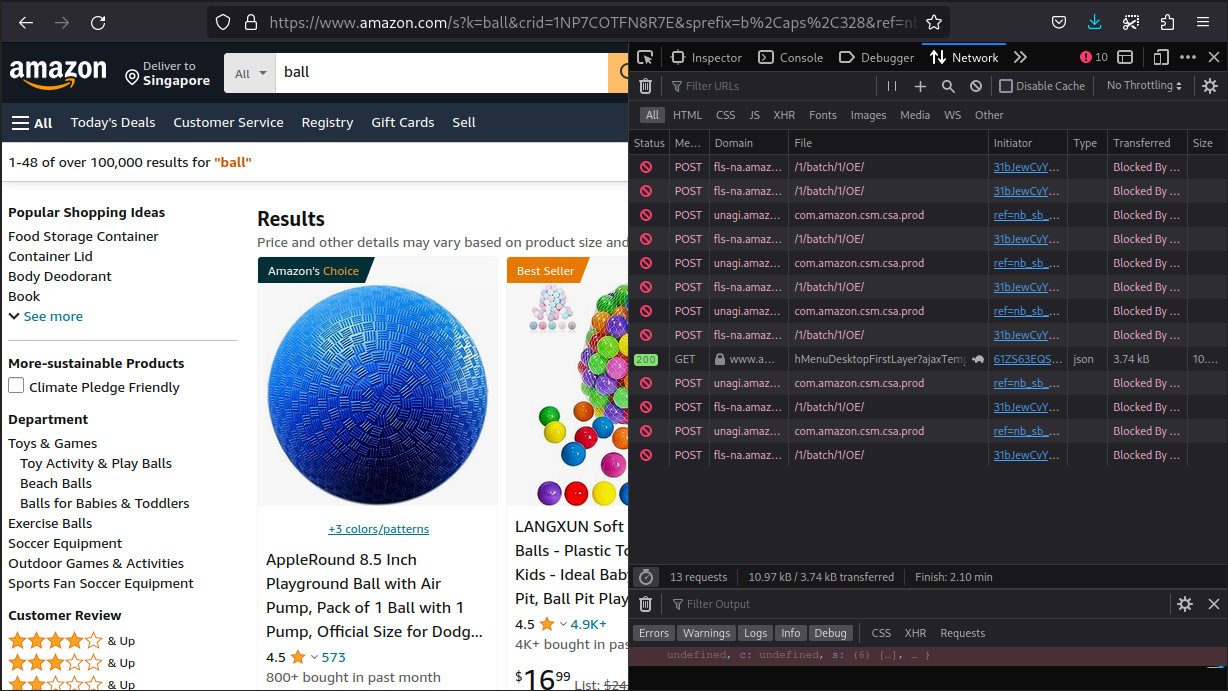 https://www.amazon.com/s?k=ball&crid=1NP7COTFN8R7E&sprefix=b%2Caps%2C328&ref=nb
amazon
Deliver to
Singapore
All
ball
All
Today's Deals
Customer Service
Registry
Gift Cards
Sell
1-48 of over 100,000 results for "ball"
Popular Shopping Ideas
Food Storage Container
Container Lid
Body Deodorant
Book
See more
More-sustainable Products
Climate Pledge Friendly
Department
Toys & Games
Toy Activity & Play Balls
Beach Balls
Balls for Babies & Toddlers
Exercise Balls
Soccer Equipment
Outdoor Games & Activities
Sports Fan Soccer Equipment
Customer Review
& Up
& Up
& Up
Results
Price and other details may vary based on product size and
Amazon's Choice
+3 colors/patterns
AppleRound 8.5 Inch
Playground Ball with Air
Pump, Pack of 1 Ball with 1
Pump, Official Size for Dodg...
4.5 573
800+ bought in past month
Best Seller
LANGXUN Soft
Balls - Plastic To
Kids - Ideal Bab
Pit, Ball Pit Play
4.5 4.9K+
4K+ bought in pas
$16.99 List: $24
Inspector
Console
Debugger
Network
10
Filter URLs
Disable Cache
No Throttling
All HTML CSS JS XHR Fonts Images Media WS Other
Status Me... Domain File Initiator Type Transferred Size
POST fls-na.amaz... /1/batch/1/OE/ 31bJewCvY... Blocked By ...
POST fls-na.amaz... /1/batch/1/OE/ 31bJewCvY... Blocked By ...
POST unagi.amaz... com.amazon.csm.csa.prod ref=nb_sb_... Blocked By ...
POST fls-na.amaz... /1/batch/1/OE/ 31bJewCvY... Blocked By ...
POST unagi.amaz... com.amazon.csm.csa.prod ref=nb_sb_... Blocked By ...
POST fls-na.amaz... /1/batch/1/OE/ 31bJewCvY... Blocked By ...
POST unagi.amaz... com.amazon.csm.csa.prod ref=nb_sb_... Blocked By ...
POST fls-na.amaz... /1/batch/1/OE/ 31bJewCvY... Blocked By ...
200 GET www.a... hMenuDesktopFirstLayer?ajaxTemp 61ZS63EQS... json 3.74 kB 10....
POST unagi.amaz... com.amazon.csm.csa.prod ref=nb_sb_... Blocked By ...
POST fls-na.amaz... /1/batch/1/OE/ 31bJewCvY... Blocked By ...
POST unagi.amaz... com.amazon.csm.csa.prod ref=nb_sb_... Blocked By ...
POST fls-na.amaz... /1/batch/1/OE/ 31bJewCvY... Blocked By ...
13 requests 10.97 kB / 3.74 kB transferred Finish: 2.10 min
Filter Output
Errors Warnings Logs Info Debug CSS XHR Requests
undefined, c: undefined, s: (6) […], … }